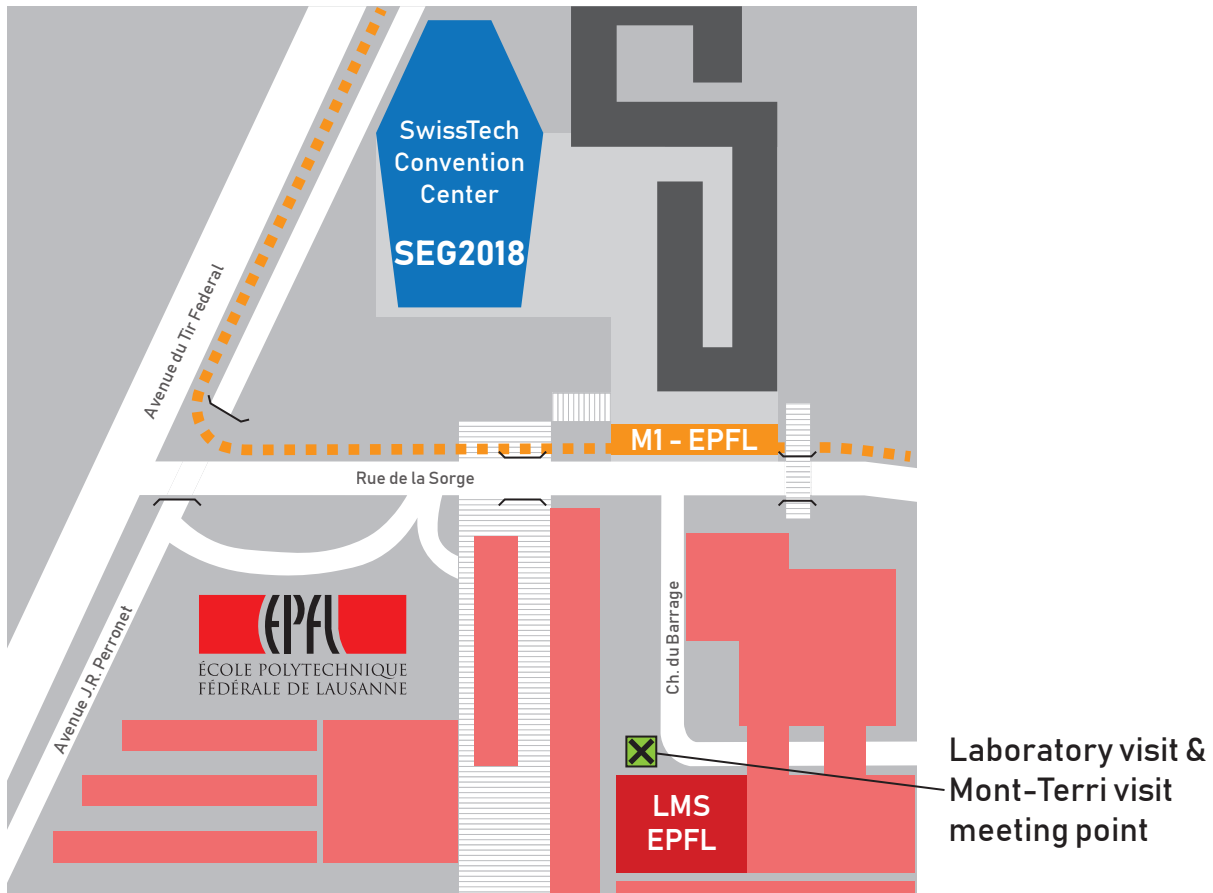 SwissTech
Convention
Center
SEG2018
Avenue du Tir Federal
M1 - EPFL
Rue de la Sorge
EPFL
ÉCOLE POLYTECHNIQUE
FÉDÉRALE DE LAUSANNE
Avenue J.R. Perronet
Ch. du Barrage
Laboratory visit &
Mont-Terri visit
meeting point
LMS
EPFL